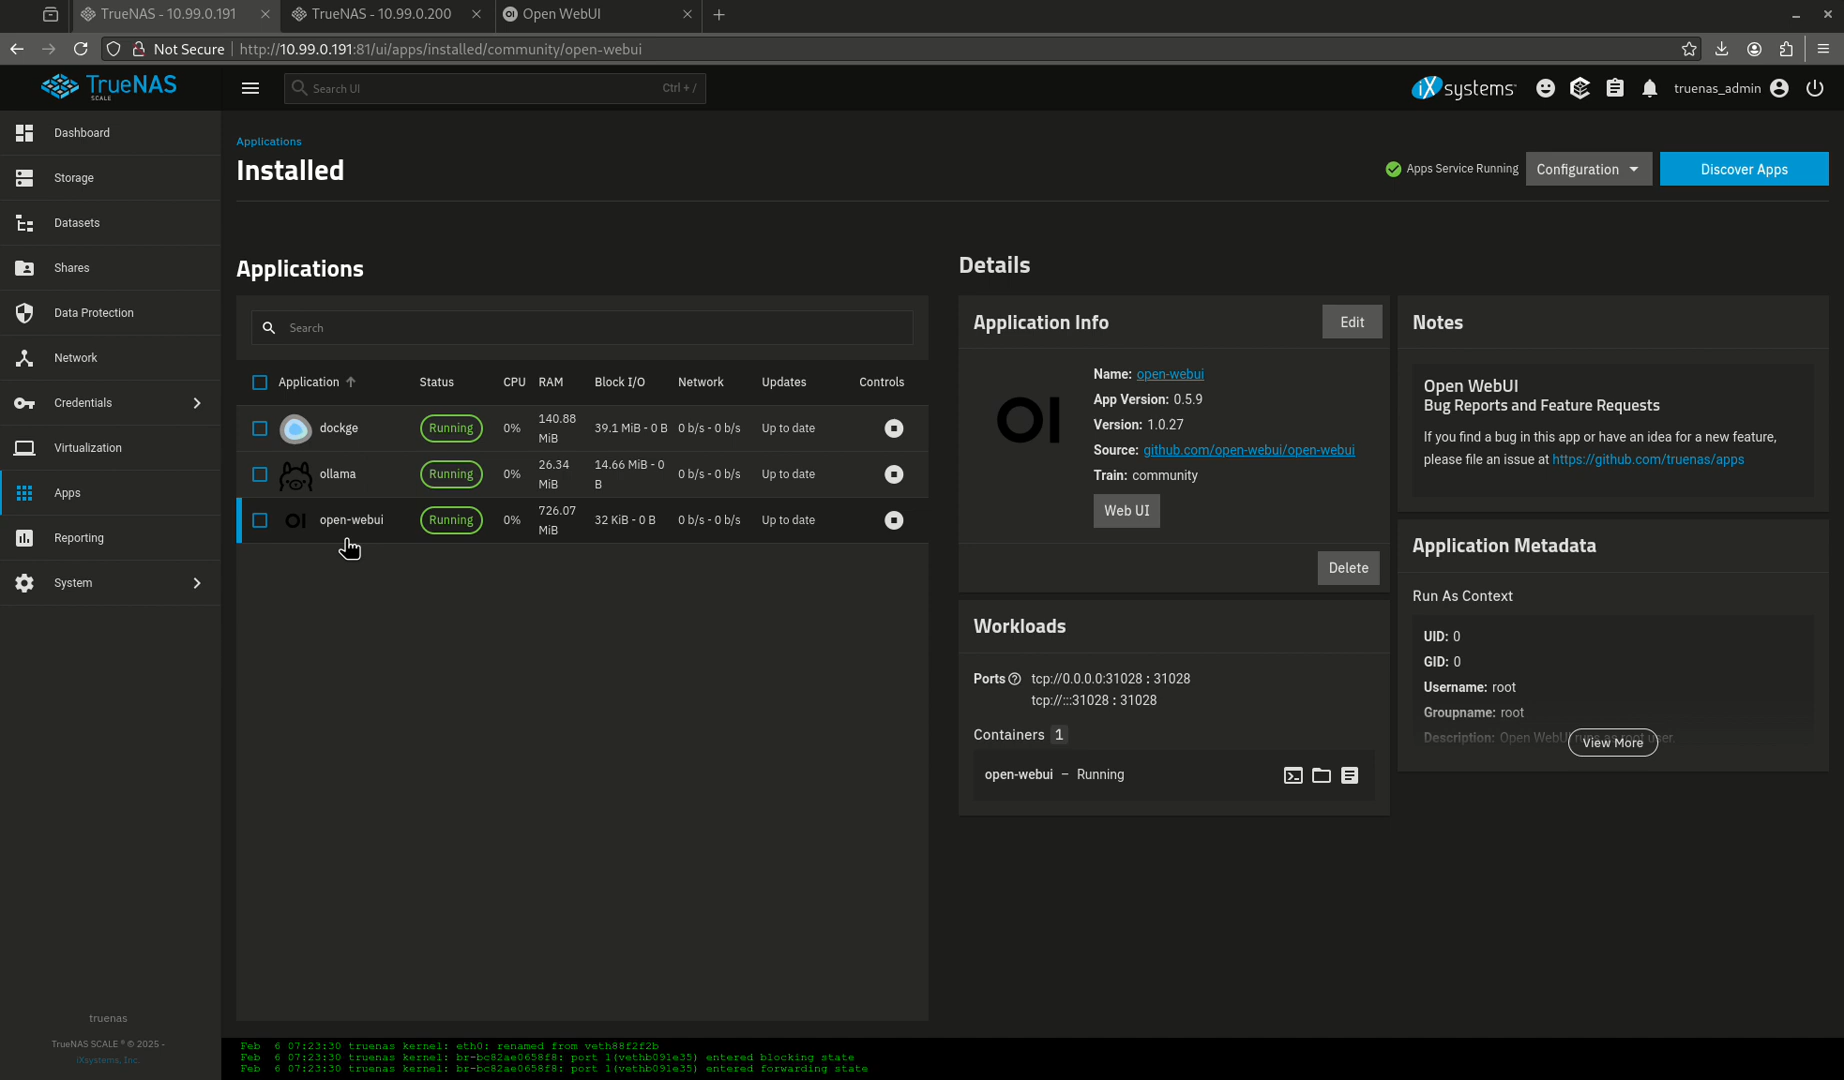 TrueNAS - 10.99.0.191
TrueNAS - 10.99.0.200
OI Open WebUI
Not Secure http://10.99.0.191:81/ui/apps/installed/community/open-webui
TrueNAS
SCALE
Search UI Ctrl + /
iXsystems
truenas_admin
Dashboard
Storage
Datasets
Shares
Data Protection
Network
Credentials
Virtualization
Apps
Reporting
System
truenas
TrueNAS SCALE ® © 2025 -
iXsystems, Inc.
Applications
Installed
Apps Service Running
Configuration
Discover Apps
Applications
Search
Application Status CPU RAM Block I/O Network Updates Controls
dockge Running 0% 140.88 MiB 39.1 MiB - 0 B 0 b/s - 0 b/s Up to date
ollama Running 0% 26.34 MiB 14.66 MiB - 0 B 0 b/s - 0 b/s Up to date
OI open-webui Running 0% 726.07 MiB 32 KiB - 0 B 0 b/s - 0 b/s Up to date
Details
Application Info
Edit
OI
Name: open-webui
App Version: 0.5.9
Version: 1.0.27
Source: github.com/open-webui/open-webui
Train: community
Web UI
Delete
Workloads
Ports tcp://0.0.0.0:31028 : 31028
tcp://:::31028 : 31028
Containers 1
open-webui – Running
Notes
Open WebUI
Bug Reports and Feature Requests
If you find a bug in this app or have an idea for a new feature,
please file an issue at https://github.com/truenas/apps
Application Metadata
Run As Context
UID: 0
GID: 0
Username: root
Groupname: root
Description: Open WebUI runs as root user.
View More
Feb 6 07:23:30 truenas kernel: eth0: renamed from veth88f2f2b
Feb 6 07:23:30 truenas kernel: br-bc82ae0658f8: port 1(vethb091e35) entered blocking state
Feb 6 07:23:30 truenas kernel: br-bc82ae0658f8: port 1(vethb091e35) entered forwarding state